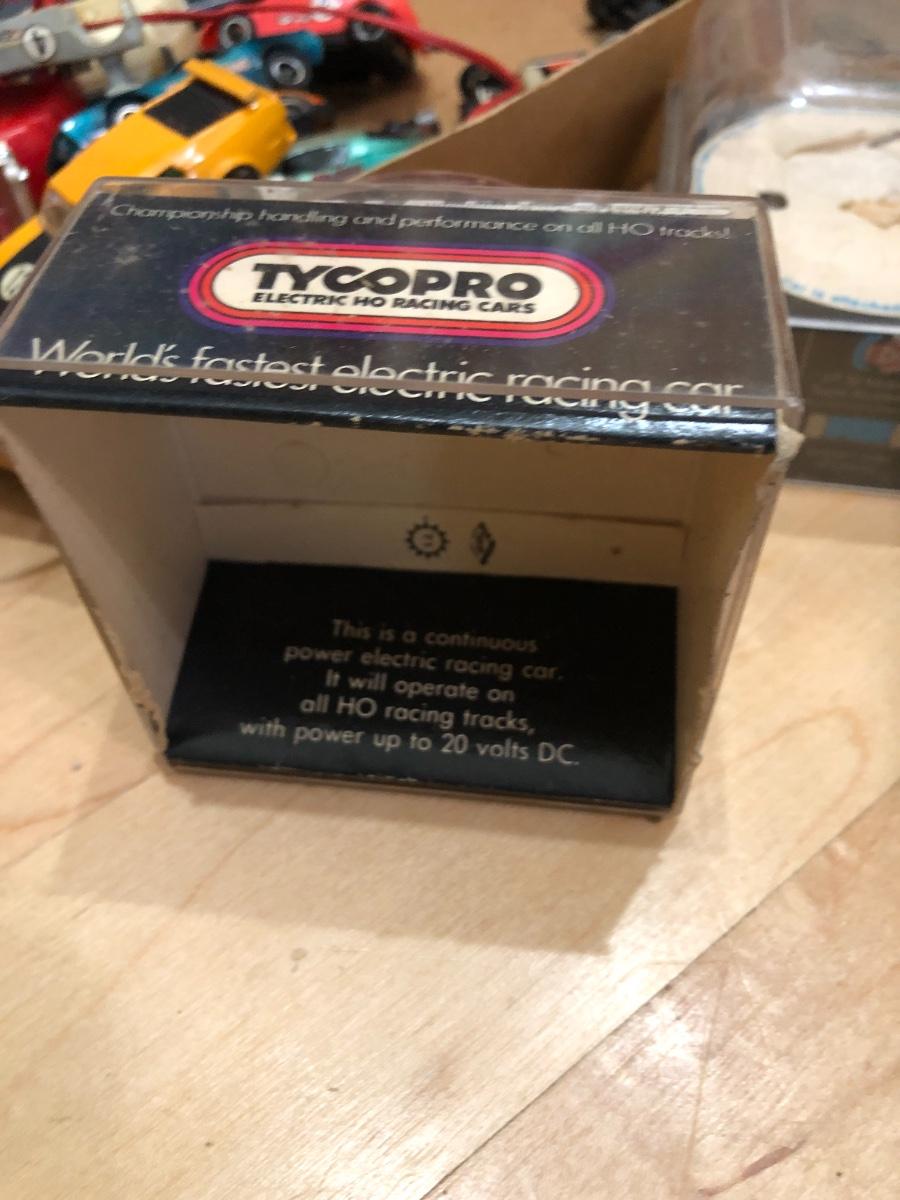 4
Championship handling and performance on all HO tracks!
TYCOPRO
ELECTRIC HO RACING CARS
World's fastest electric racing car
This is a continuous
power electric racing car.
It will operate on
all HO racing tracks,
with power up to 20 volts DC.